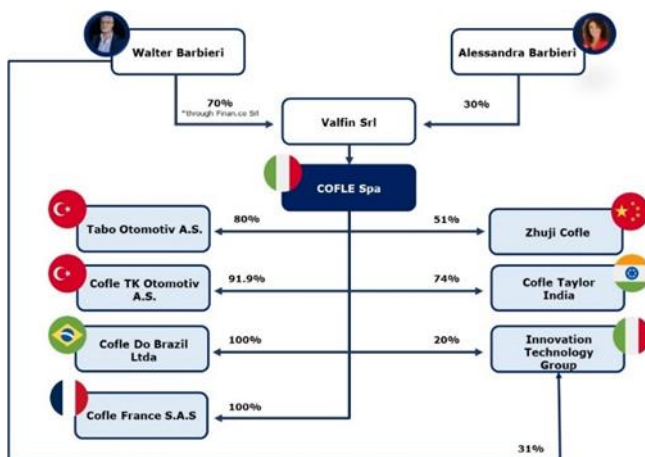 Walter Barbieri
Alessandra Barbieri
70%
*through Finan.ce Srl
30%
Valfin Srl
COFLE Spa
Tabo Otomotiv A.S.
80%
51%
Zhuji Cofle
Cofle TK Otomotiv
A.S.
91.9%
74%
Cofle Taylor
India
Cofle Do Brazil
Ltda
100%
20%
Innovation
Technology
Group
Cofle France S.A.S
100%
31%